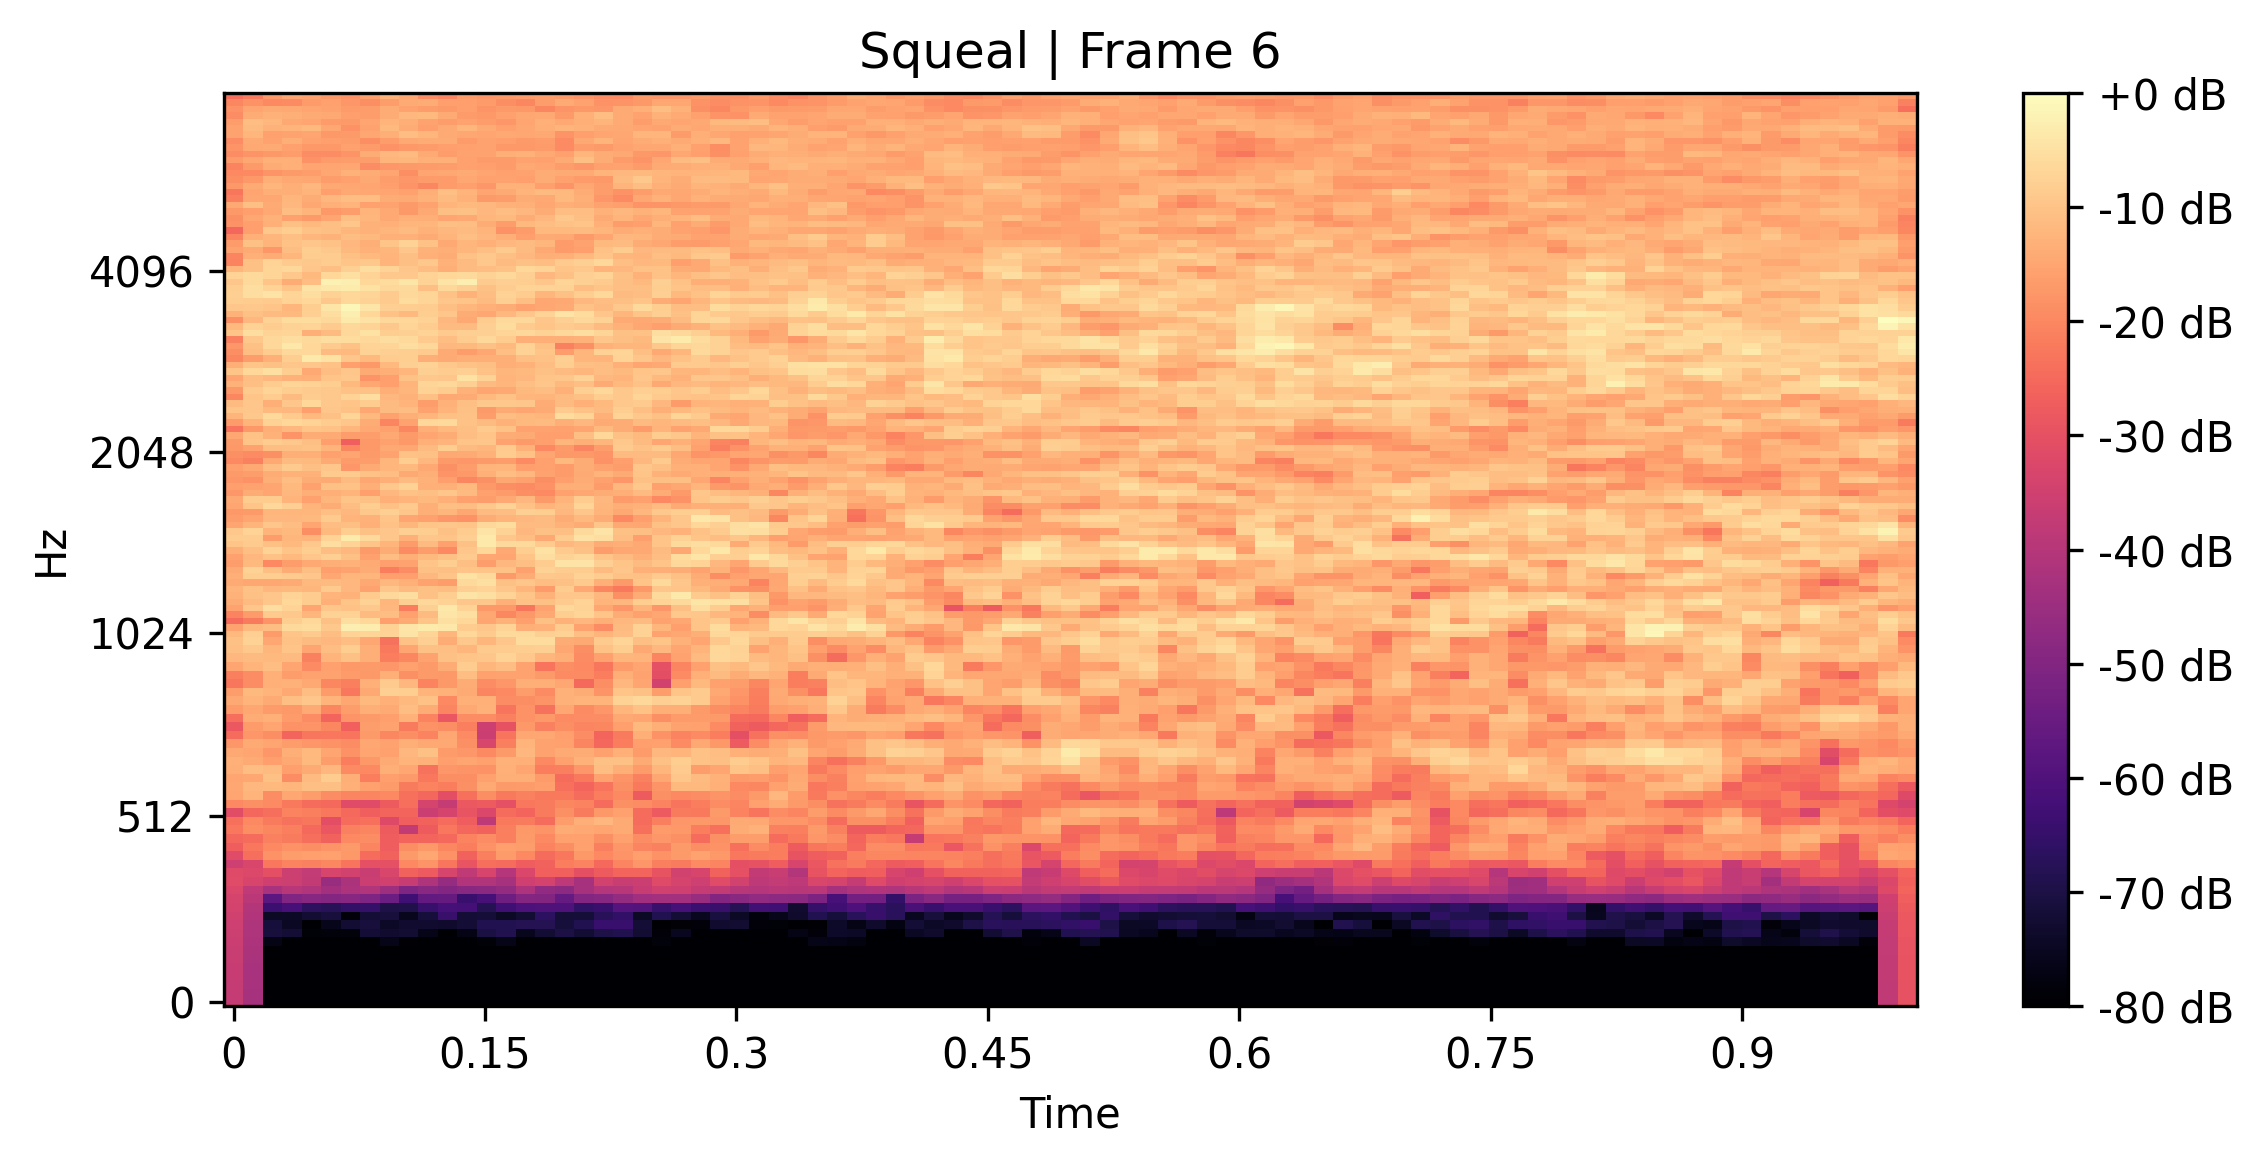 Squeal | Frame 6
+0 dB
-10 dB
-20 dB
-30 dB
-40 dB
-50 dB
-60 dB
-70 dB
-80 dB
Hz
4096
2048
1024
512
0
0 0.15 0.3 0.45 0.6 0.75 0.9
Time